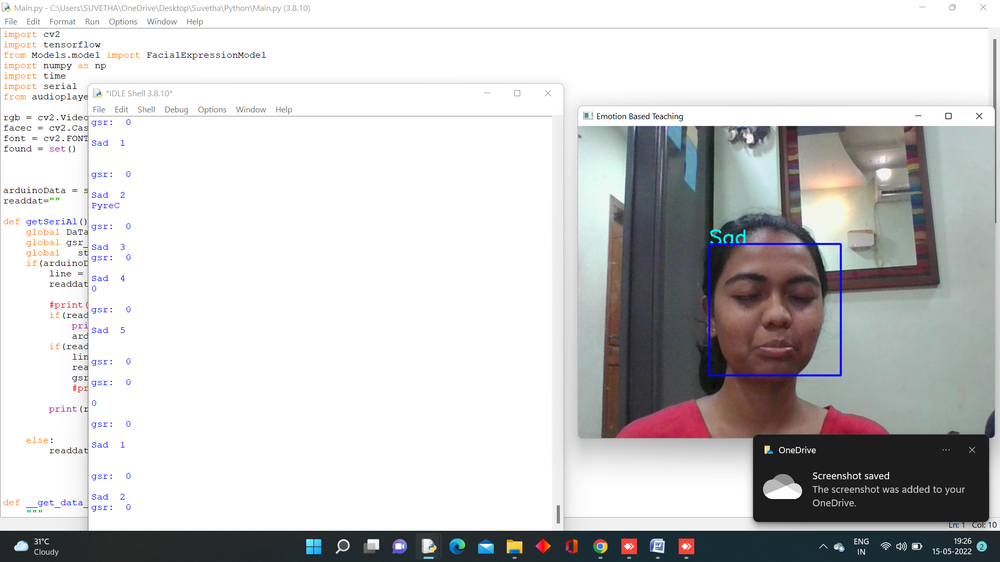 Main.py - C:\Users\SUVETHA\OneDrive\Desktop\Suvetha\Python\Main.py (3.8.10)
File Edit Format Run Options Window Help
import cv2
import tensorflow
from Models.model import FacialExpressionModel
import numpy as np
import time
import serial
from audioplaye
rgb = cv2.Videc
facec = cv2.Cas
font = cv2.FONT
found = set()
arduinoData = s
readdat=""
def getSeriAl()
global DaTa
global gsr_
global st
if(arduinoD
line =
readdat
#print(
if(read
pri
ard
if(read
lin
rea
gsr
#pr
print(r
else:
readdat
def __get_data_
"""
*IDLE Shell 3.8.10*
File Edit Shell Debug Options Window Help
gsr: 0
Sad 1
gsr: 0
Sad 2
PyreC
gsr: 0
Sad 3
gsr: 0
Sad 4
0
gsr: 0
Sad 5
gsr: 0
gsr: 0
0
gsr: 0
Sad 1
gsr: 0
Sad 2
gsr: 0
Emotion Based Teaching
Sad
OneDrive
Screenshot saved
The screenshot was added to your
OneDrive.
Ln: 1 Col: 10
31°C
Cloudy
ENG
IN
19:26
15-05-2022
2